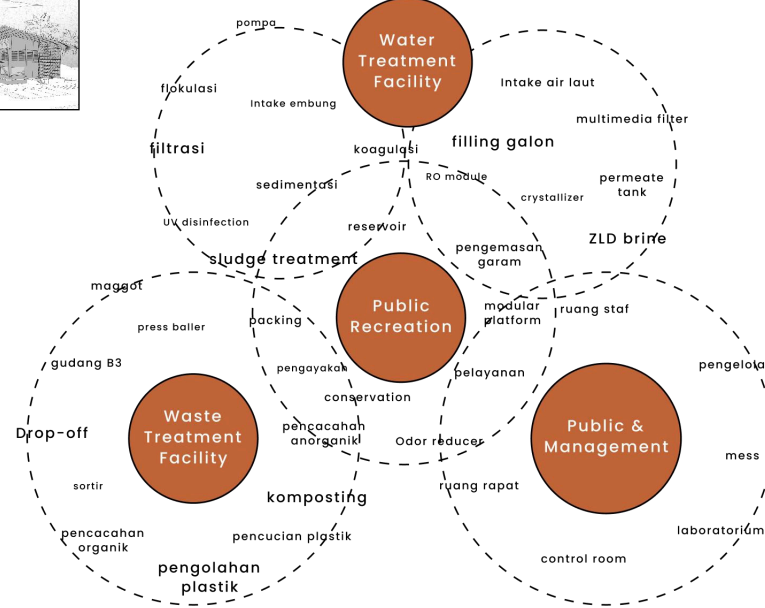 pompa
Water
Treatment
Facility
flokulasi
Intake embung
Intake air laut
multimedia filter
filtrasi
koagulasi
filling galon
sedimentasi
RO module
permeate
tank
crystallizer
UV disinfection
reservoir
ZLD brine
sludge treatment
pengemasan
garam
maggot
press baller
packing
Public
Recreation
modular
platform
ruang staf
gudang B3
pengayakan
pelayanan
pengelola
conservation
Waste
Treatment
Facility
Drop-off
pencacahan
anorganik
Odor reducer
Public &
Management
mess
sortir
komposting
ruang rapat
pencacahan
organik
pencucian plastik
laboratorium
control room
pengolahan
plastik